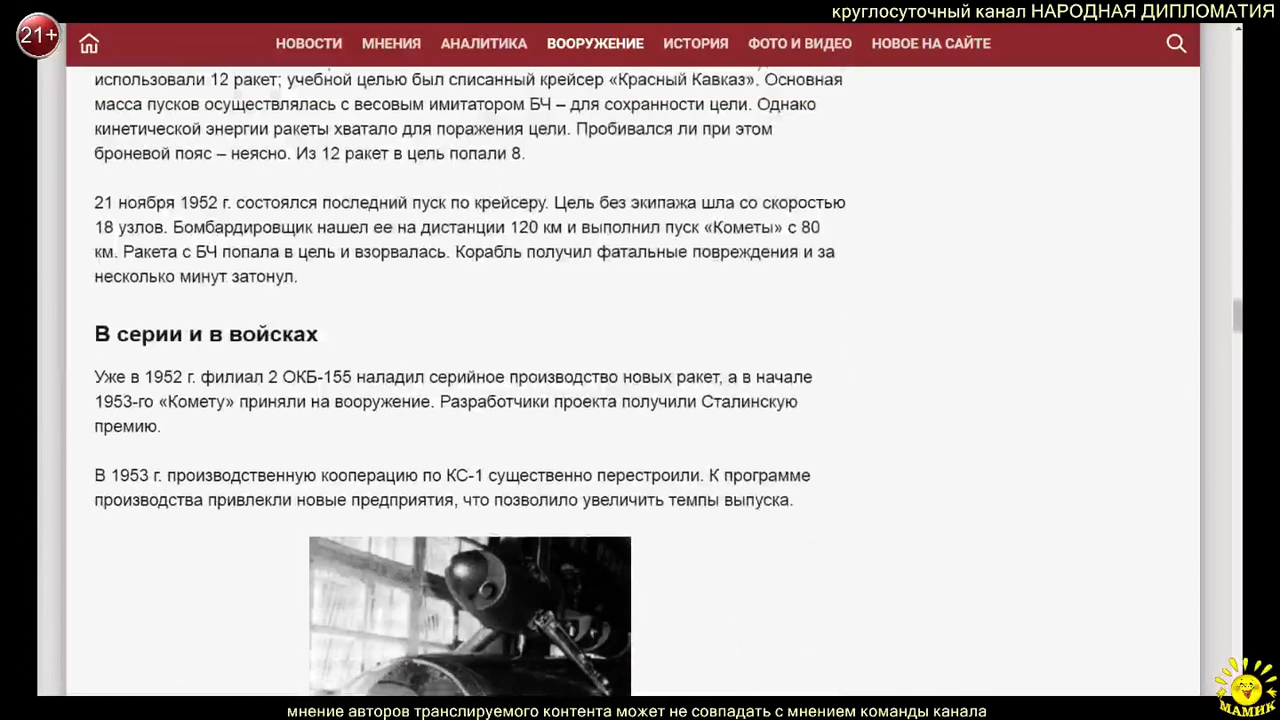 круглосуточный канал НАРОДНАЯ ДИПЛОМАТИЯ
21+
НОВОСТИ МНЕНИЯ АНАЛИТИКА ВООРУЖЕНИЕ ИСТОРИЯ ФОТО И ВИДЕО НОВОЕ НА САЙТЕ
использовали 12 ракет; учебной целью был списанный крейсер «Красный Кавказ». Основная
масса пусков осуществлялась с весовым имитатором БЧ – для сохранности цели. Однако
кинетической энергии ракеты хватало для поражения цели. Пробивался ли при этом
броневой пояс – неясно. Из 12 ракет в цель попали 8.
21 ноября 1952 г. состоялся последний пуск по крейсеру. Цель без экипажа шла со скоростью
18 узлов. Бомбардировщик нашел ее на дистанции 120 км и выполнил пуск «Кометы» с 80
км. Ракета с БЧ попала в цель и взорвалась. Корабль получил фатальные повреждения и за
несколько минут затонул.
В серии и в войсках
Уже в 1952 г. филиал 2 ОКБ-155 наладил серийное производство новых ракет, а в начале
1953-го «Комету» приняли на вооружение. Разработчики проекта получили Сталинскую
премию.
В 1953 г. производственную кооперацию по КС-1 существенно перестроили. К программе
производства привлекли новые предприятия, что позволило увеличить темпы выпуска.
МАМИК
мнение авторов транслируемого контента может не совпадать с мнением команды канала